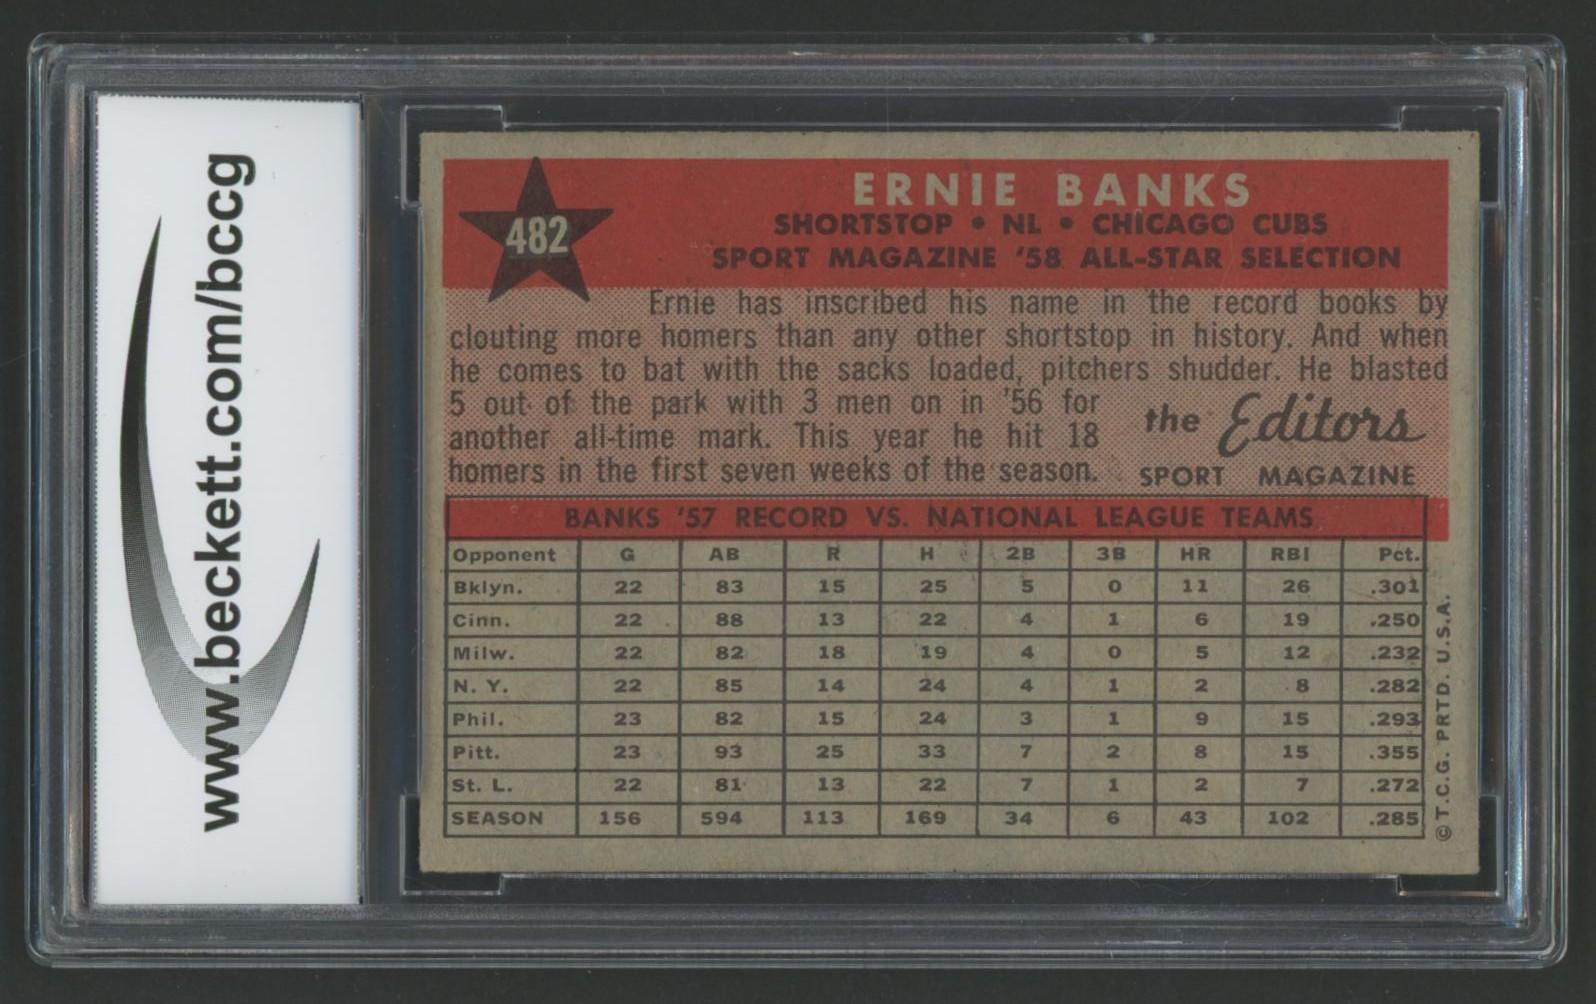 www.beckett.com/bccg
482
ERNIE BANKS
SHORTSTOP • NL • CHICAGO CUBS
SPORT MAGAZINE '58 ALL-STAR SELECTION
Ernie has inscribed his name in the record books by
clouting more homers than any other shortstop in history. And when
he comes to bat with the sacks loaded, pitchers shudder. He blasted
5 out of the park with 3 men on in '56 for
another all-time mark. This year he hit 18
homers in the first seven weeks of the season.
the Editors
SPORT MAGAZINE
BANKS '57 RECORD VS. NATIONAL LEAGUE TEAMS
Opponent G AB R H 2B 3B HR RBI Pct.
Bklyn. 22 83 15 25 5 0 11 26 .301
Cinn. 22 88 13 22 4 1 6 19 .250
Milw. 22 82 18 19 4 0 5 12 .232
N. Y. 22 85 14 24 4 1 2 8 .282
Phil. 23 82 15 24 3 1 9 15 .293
Pitt. 23 93 25 33 7 2 8 15 .355
St. L. 22 81 13 22 7 1 2 7 .272
SEASON 156 594 113 169 34 6 43 102 .285
©T.C.G. PRTD. U.S.A.